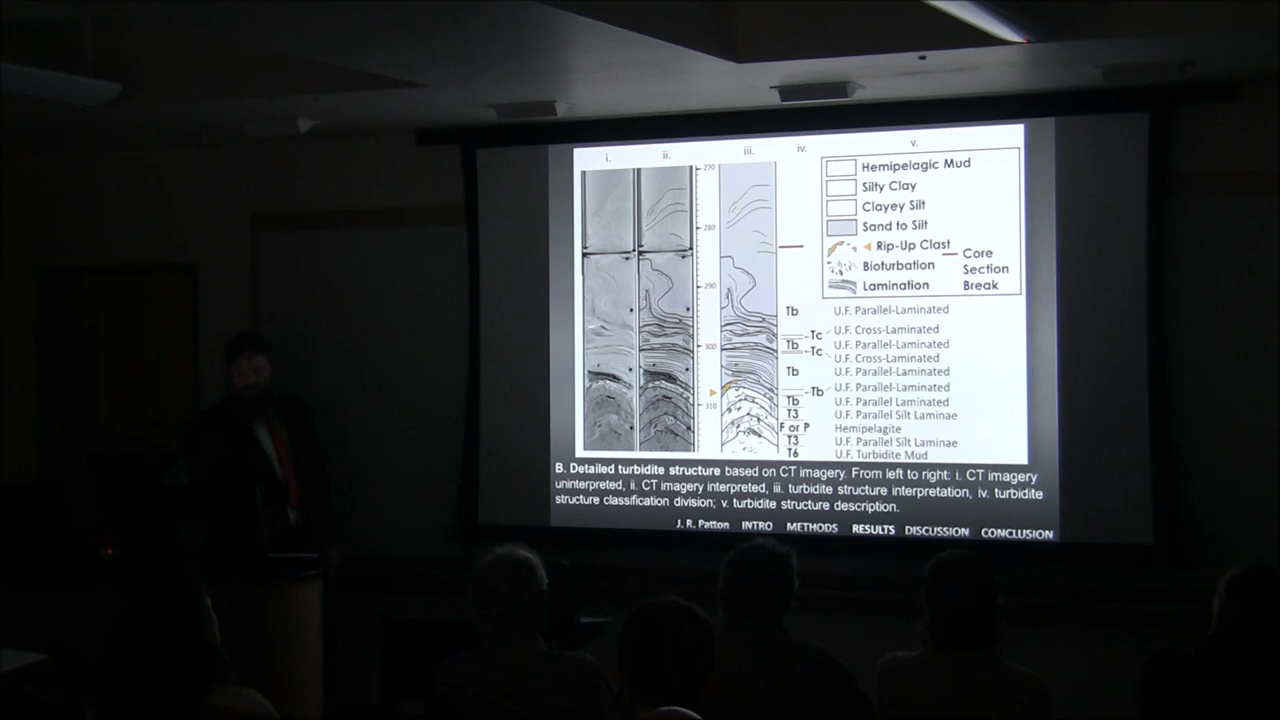 i.
ii.
iii.
iv.
v.
270
280
290
300
310
Hemipelagic Mud
Silty Clay
Clayey Silt
Sand to Silt
Rip-Up Clast
Bioturbation
Lamination
Core
Section
Break
Tb U.F. Parallel-Laminated
Tc U.F. Cross-Laminated
Tb U.F. Parallel-Laminated
Tc U.F. Cross-Laminated
Tb U.F. Parallel-Laminated
Tb U.F. Parallel-Laminated
Tb U.F. Parallel Laminated
T3 U.F. Parallel Silt Laminae
F or P Hemipelagite
T3 U.F. Parallel Silt Laminae
T6 U.F. Turbidite Mud
B. Detailed turbidite structure based on CT imagery. From left to right: i. CT imagery
uninterpreted, ii. CT imagery interpreted, iii. turbidite structure interpretation, iv. turbidite
structure classification division; v. turbidite structure description.
J. R. Patton INTRO METHODS RESULTS DISCUSSION CONCLUSION